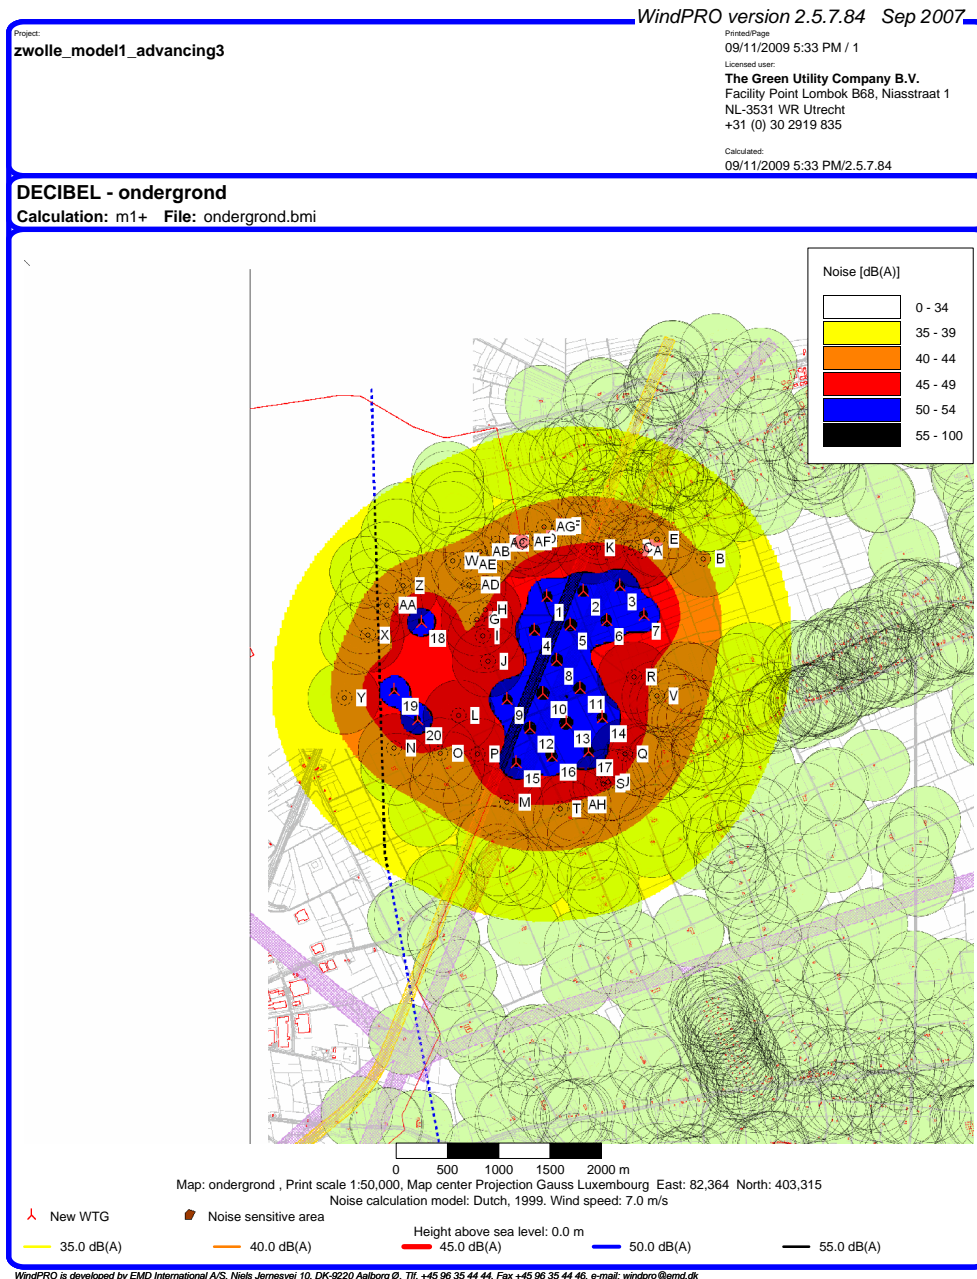 WindPRO version 2.5.7.84 Sep 2007
Project:
zwolle_model1_advancing3
Printed/Page
09/11/2009 5:33 PM / 1
Licensed user:
The Green Utility Company B.V.
Facility Point Lombok B68, Niasstraat 1
NL-3531 WR Utrecht
+31 (0) 30 2919 835
Calculated:
09/11/2009 5:33 PM/2.5.7.84
DECIBEL - ondergrond
Calculation: m1+ File: ondergrond.bmi
Noise [dB(A)]
0 - 34
35 - 39
40 - 44
45 - 49
50 - 54
55 - 100
AG
AF
E
K
A
B
AB
W
AE
AD
Z
AA
H
G
I
X
J
R
V
Y
L
N
O
P
Q
S
M
T
AH
1
2
3
4
5
6
7
8
9
10
11
12
13
14
15
16
17
18
19
20
0 500 1000 1500 2000 m
Map: ondergrond , Print scale 1:50,000, Map center Projection Gauss Luxembourg East: 82,364 North: 403,315
Noise calculation model: Dutch, 1999. Wind speed: 7.0 m/s
New WTG Noise sensitive area
Height above sea level: 0.0 m
35.0 dB(A) 40.0 dB(A) 45.0 dB(A) 50.0 dB(A) 55.0 dB(A)
WindPRO is developed by EMD International A/S, Niels Jernesvej 10, DK-9220 Aalborg Ø, Tlf. +45 96 35 44 44, Fax +45 96 35 44 46, e-mail: windpro@emd.dk